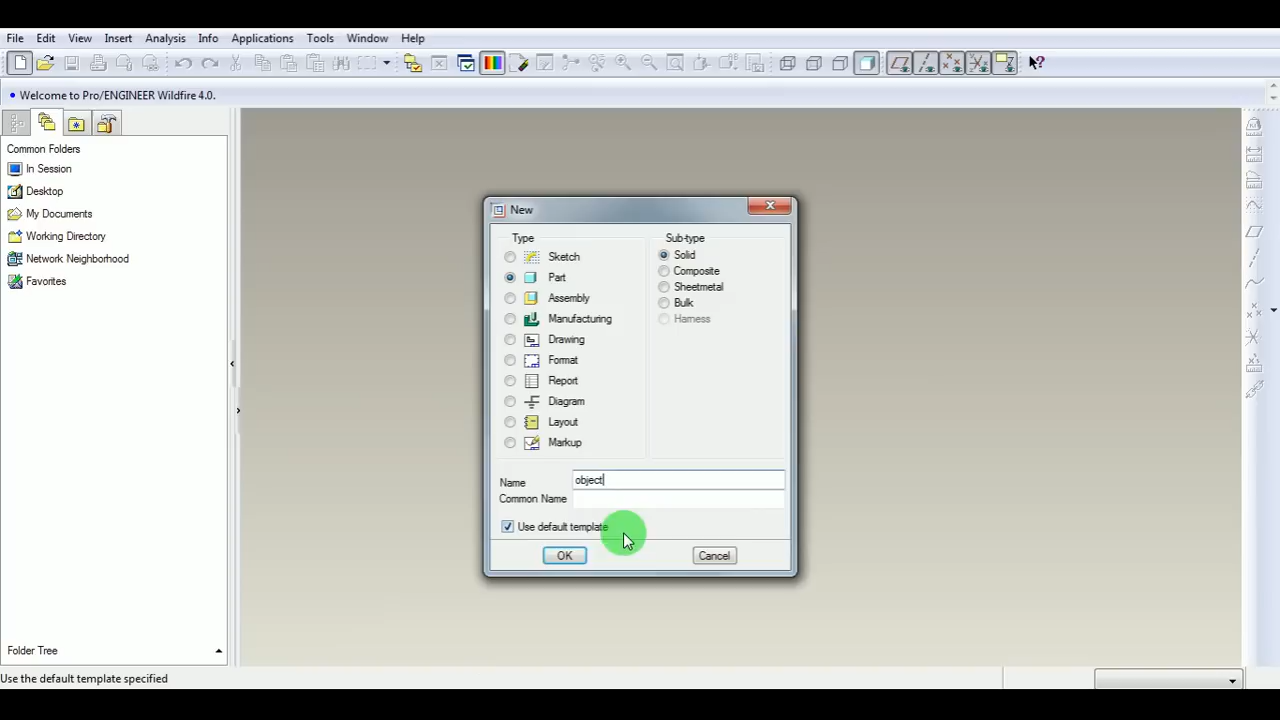 File Edit View Insert Analysis Info Applications Tools Window Help
• Welcome to Pro/ENGINEER Wildfire 4.0.
Common Folders
In Session
Desktop
My Documents
Working Directory
Network Neighborhood
Favorites
Folder Tree
New
Type
Sketch
Part
Assembly
Manufacturing
Drawing
Format
Report
Diagram
Layout
Markup
Sub-type
Solid
Composite
Sheetmetal
Bulk
Harness
Name object
Common Name
Use default template
OK Cancel
Use the default template specified